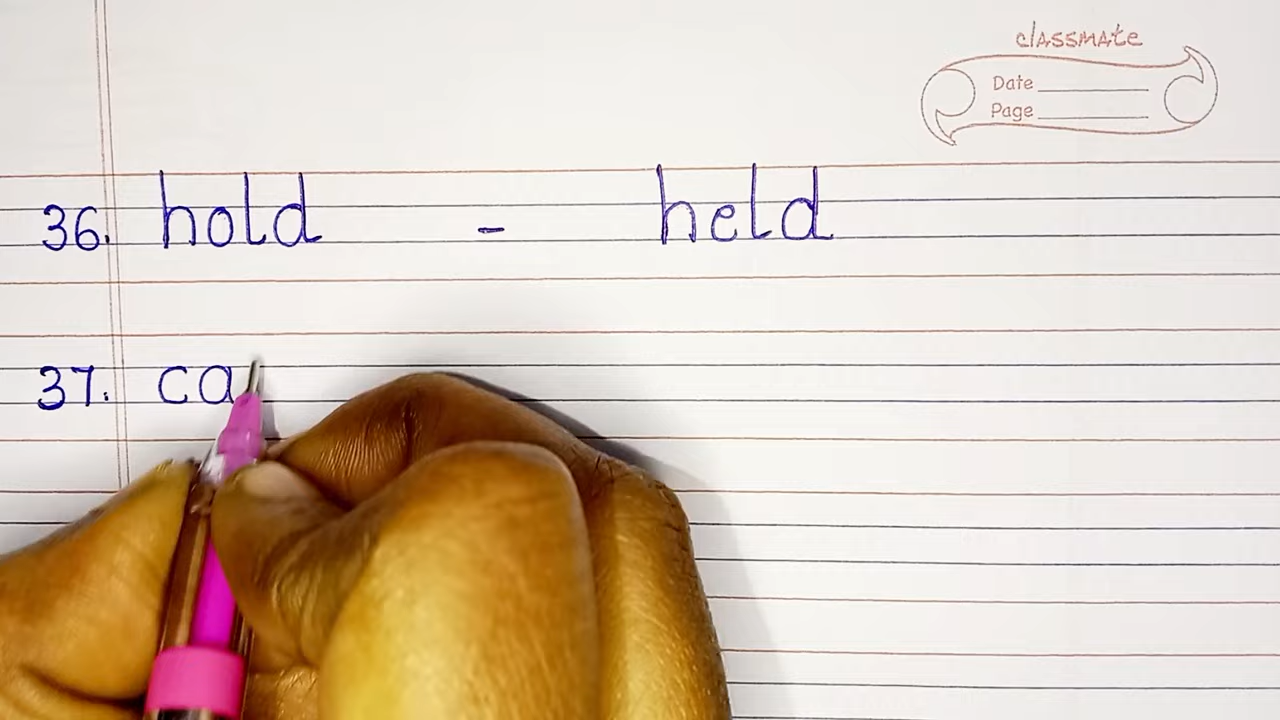 classmate
Date
Page
36. hold - held
37. ca